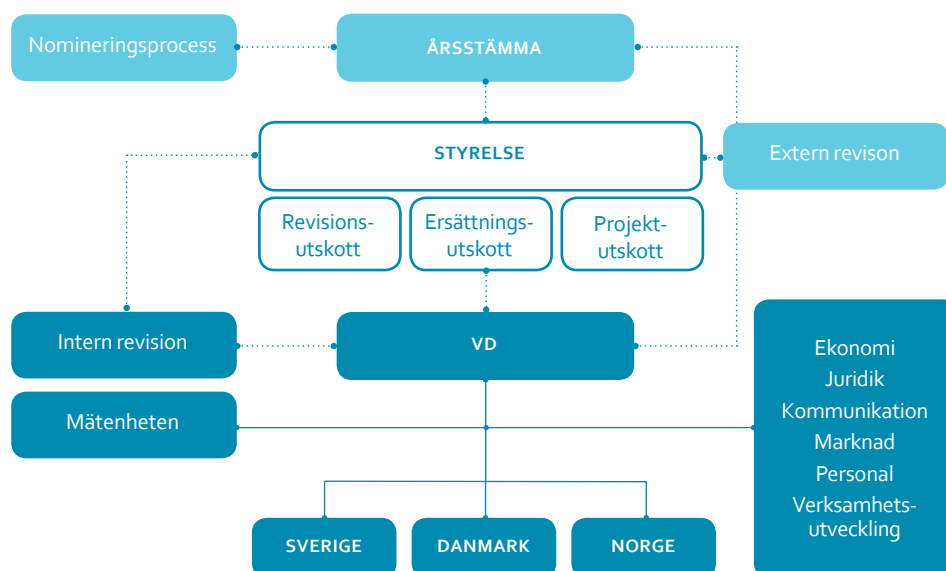 Nomineringsprocess
ÅRSSTÄMMA
STYRELSE
Extern revison
Revisions-
utskott
Ersättnings-
utskott
Projekt-
utskott
Intern revision
VD
Mätenheten
Ekonomi
Juridik
Kommunikation
Marknad
Personal
Verksamhets-
utveckling
SVERIGE
DANMARK
NORGE